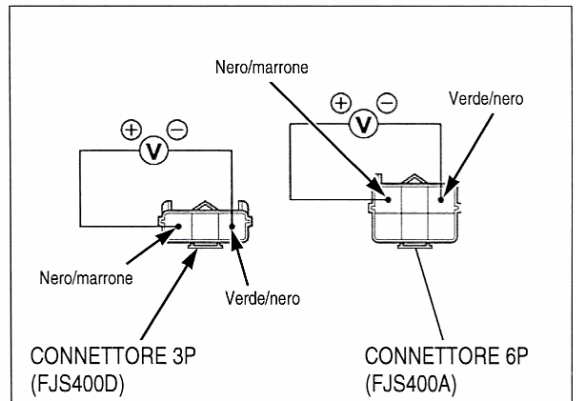 Nero/marrone
Verde/nero
+ V −
+ V −
Nero/marrone
Verde/nero
CONNETTORE 3P
(FJS400D)
CONNETTORE 6P
(FJS400A)